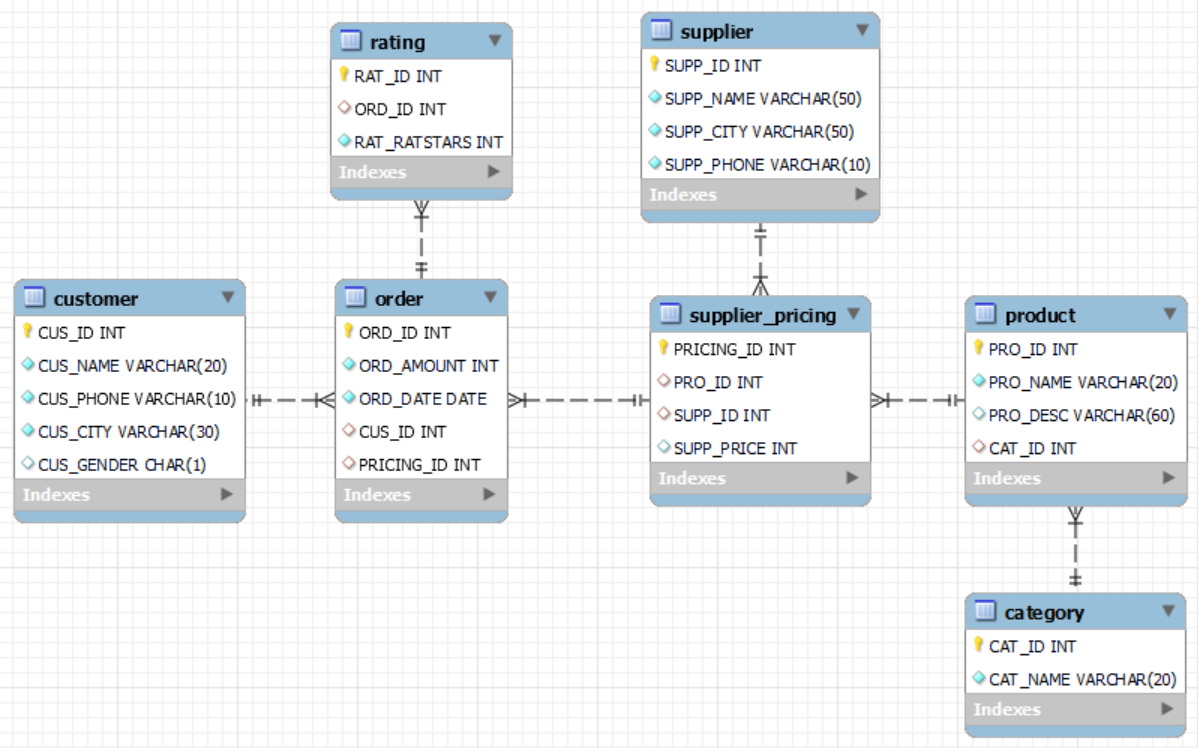 rating
RAT_ID INT
ORD_ID INT
RAT_RATSTARS INT
Indexes
supplier
SUPP_ID INT
SUPP_NAME VARCHAR(50)
SUPP_CITY VARCHAR(50)
SUPP_PHONE VARCHAR(10)
Indexes
customer
CUS_ID INT
CUS_NAME VARCHAR(20)
CUS_PHONE VARCHAR(10)
CUS_CITY VARCHAR(30)
CUS_GENDER CHAR(1)
Indexes
order
ORD_ID INT
ORD_AMOUNT INT
ORD_DATE DATE
CUS_ID INT
PRICING_ID INT
Indexes
supplier_pricing
PRICING_ID INT
PRO_ID INT
SUPP_ID INT
SUPP_PRICE INT
Indexes
product
PRO_ID INT
PRO_NAME VARCHAR(20)
PRO_DESC VARCHAR(60)
CAT_ID INT
Indexes
category
CAT_ID INT
CAT_NAME VARCHAR(20)
Indexes